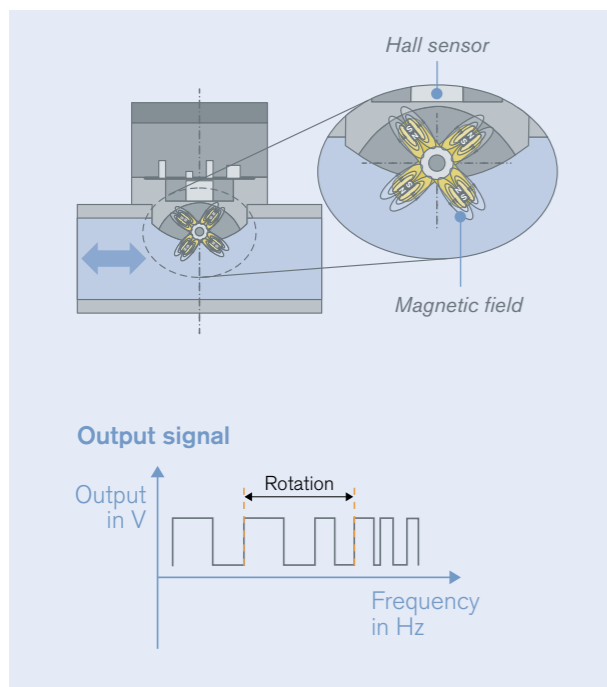 Hall sensor
Magnetic field
Output signal
Output
in V
Rotation
Frequency
in Hz